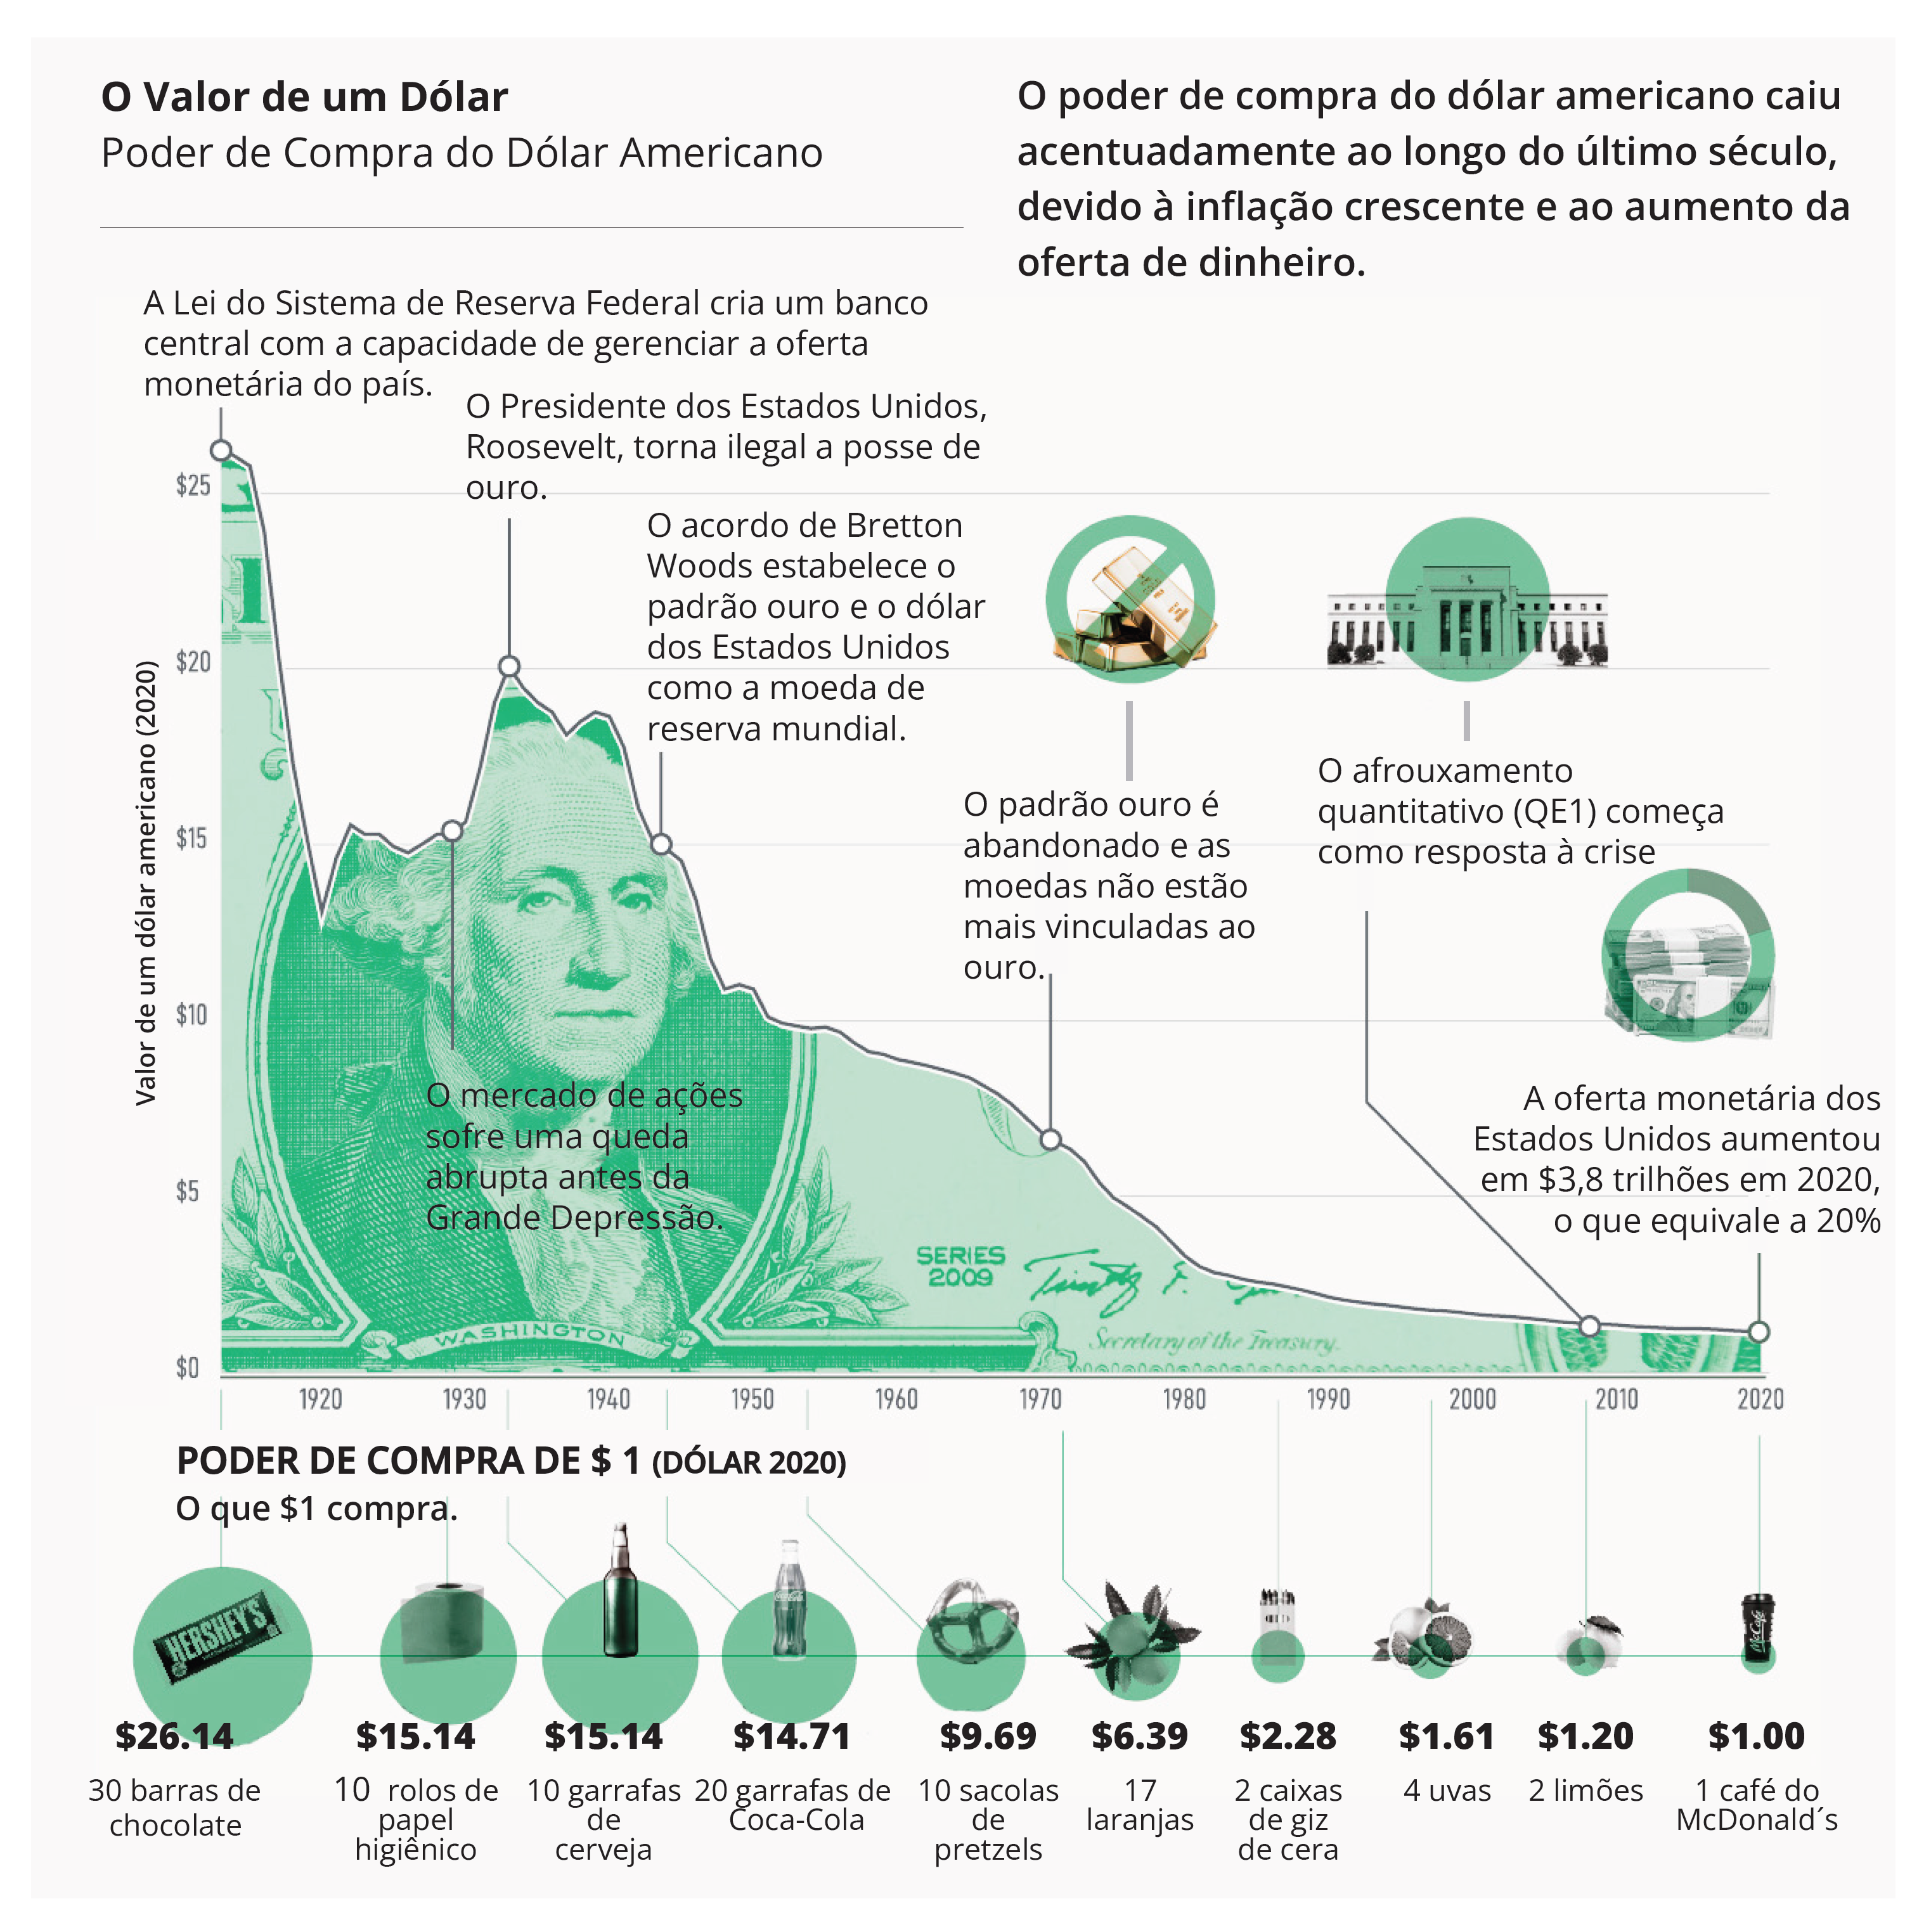 O Valor de um Dólar
Poder de Compra do Dólar Americano
O poder de compra do dólar americano caiu
acentuadamente ao longo do último século,
devido à inflação crescente e ao aumento da
oferta de dinheiro.
A Lei do Sistema de Reserva Federal cria um banco
central com a capacidade de gerenciar a oferta
monetária do país.
O Presidente dos Estados Unidos,
Roosevelt, torna ilegal a posse de
ouro.
O acordo de Bretton
Woods estabelece o
padrão ouro e o dólar
dos Estados Unidos
como a moeda de
reserva mundial.
O padrão ouro é
abandonado e as
moedas não estão
mais vinculadas ao
ouro.
O afrouxamento
quantitativo (QE1) começa
como resposta à crise
A oferta monetária dos
Estados Unidos aumentou
em $3,8 trilhões em 2020,
o que equivale a 20%
O mercado de ações
sofre uma queda
abrupta antes da
Grande Depressão.
Valor de um dólar americano (2020)
$25
$20
$15
$10
$5
$0
SERIES
2009
WASHINGTON
Secretary of the Treasury.
1920 1930 1940 1950 1960 1970 1980 1990 2000 2010 2020
PODER DE COMPRA DE $ 1 (DÓLAR 2020)
O que $1 compra.
HERSHEY'S
Coca-Cola
McCafé
$26.14 $15.14 $15.14 $14.71 $9.69 $6.39 $2.28 $1.61 $1.20 $1.00
30 barras de
chocolate
10 rolos de
papel
higiênico
10 garrafas
de
cerveja
20 garrafas de
Coca-Cola
10 sacolas
de
pretzels
17
laranjas
2 caixas
de giz
de cera
4 uvas
2 limões
1 café do
McDonald´s